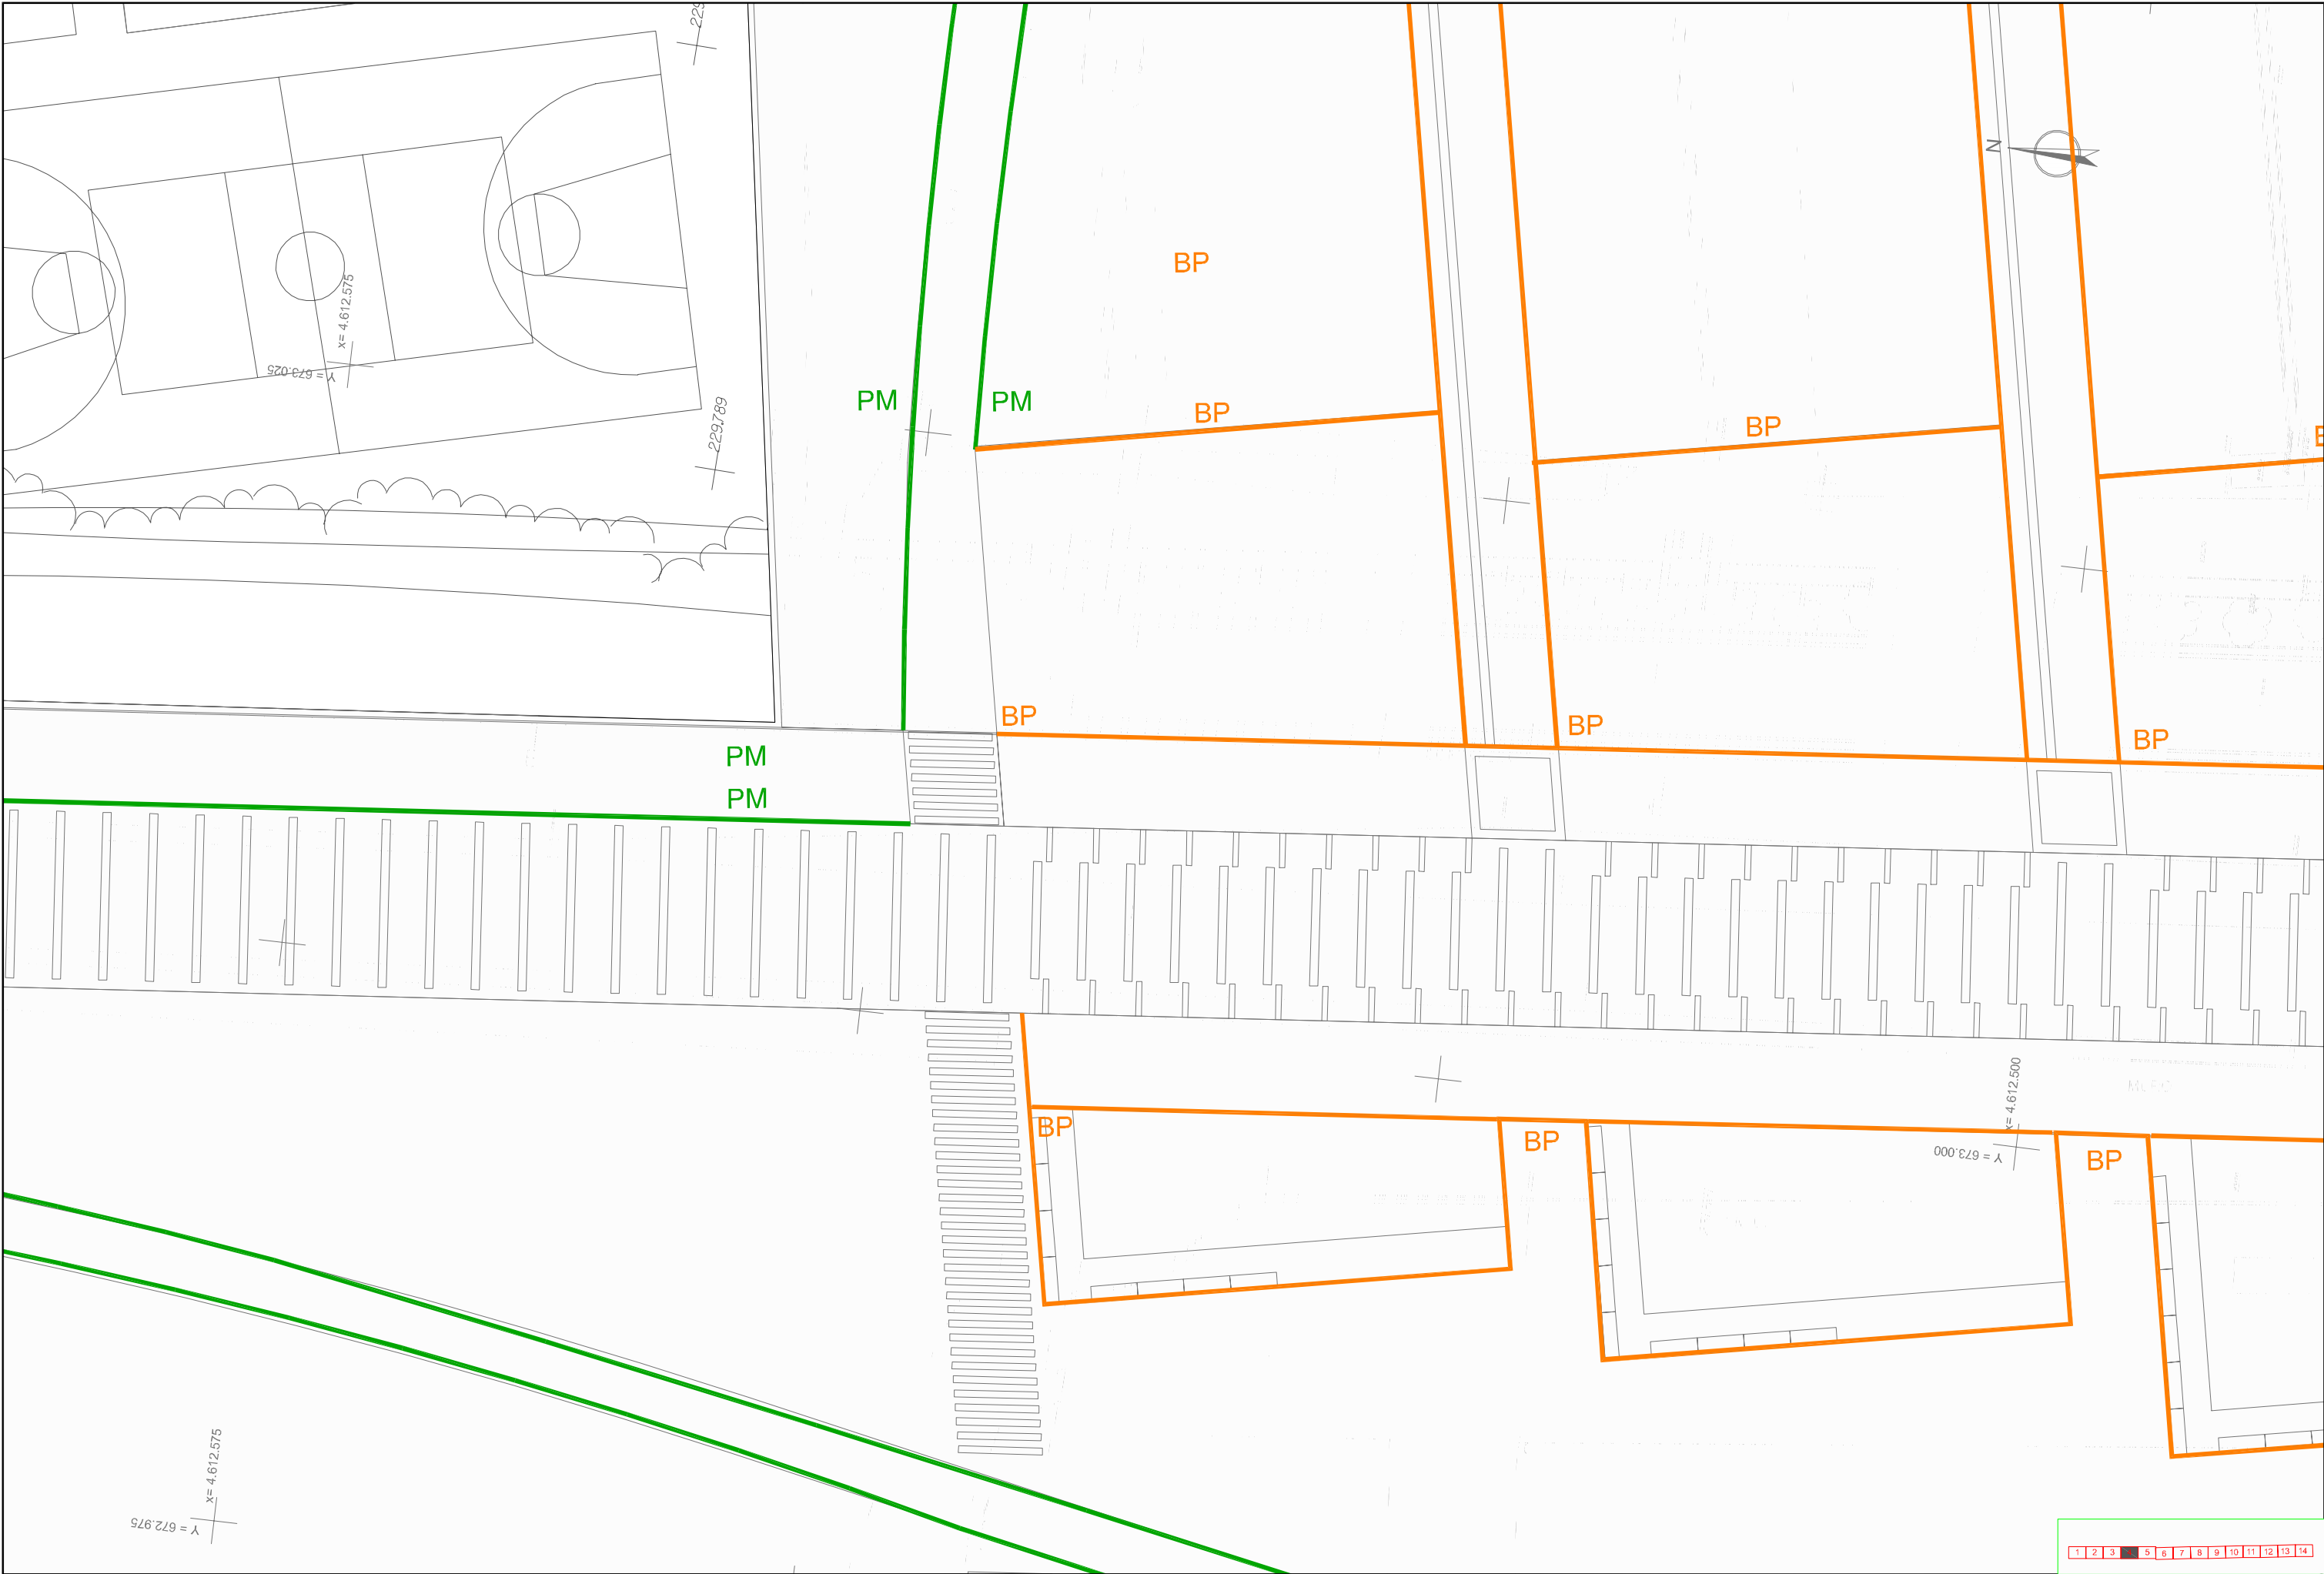 229
BP
N
x= 4.612.575
Y = 673.025
PM
PM
BP
BP
229.789
BP
BP
BP
PM
PM
BP
BP
BP
x= 4.612.500
Y = 673.000
x= 4.612.575
Y = 672.975
1 2 3 5 6 7 8 9 10 11 12 13 14